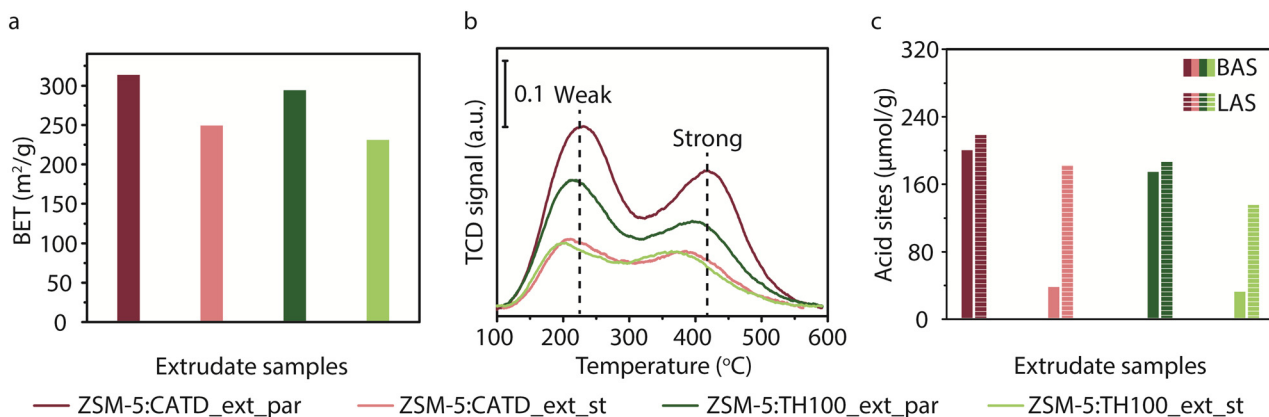 a
BET (m²/g)
300
250
200
150
100
50
0
Extrudate samples
b
TCD signal (a.u.)
0.1
Weak
Strong
100 200 300 400 500 600
Temperature (°C)
c
Acid sites (μmol/g)
320
240
160
80
0
BAS
LAS
Extrudate samples
ZSM-5:CATD_ext_par ZSM-5:CATD_ext_st ZSM-5:TH100_ext_par ZSM-5:TH100_ext_st